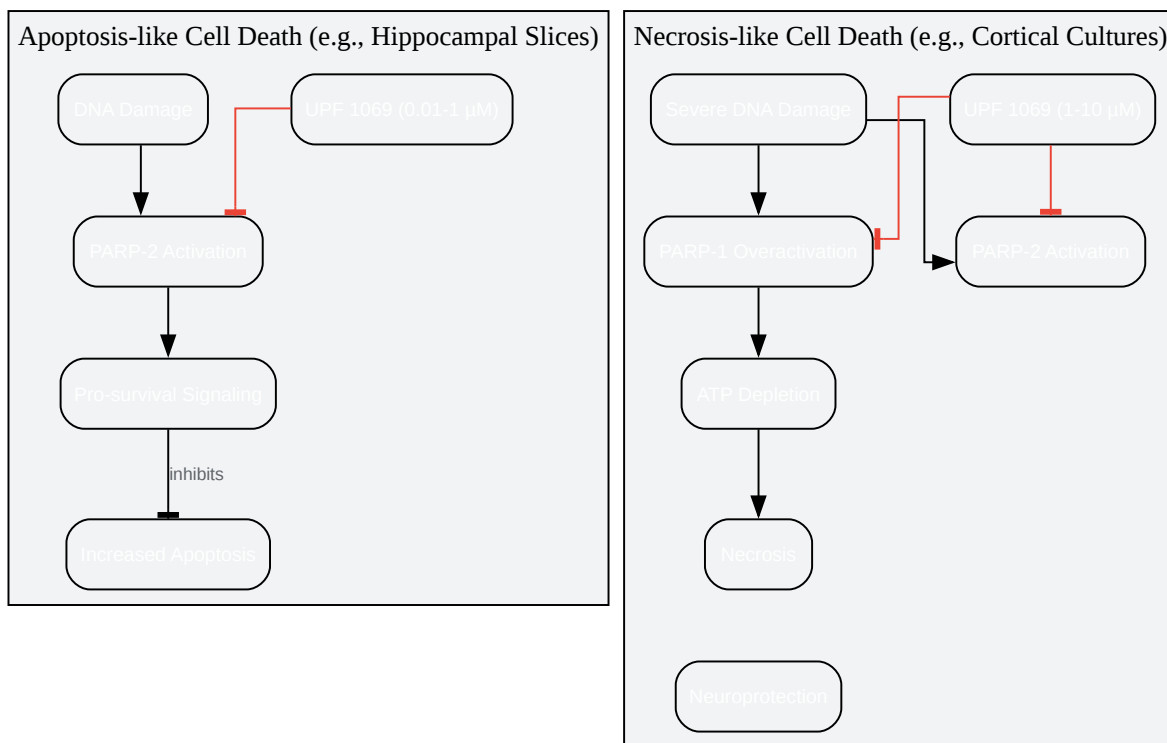 Apoptosis-like Cell Death (e.g., Hippocampal Slices)
DNA Damage
UPF 1069 (0.01-1 μM)
PARP-2 Activation
Pro-survival Signaling
inhibits
Increased Apoptosis
Necrosis-like Cell Death (e.g., Cortical Cultures)
Severe DNA Damage
UPF 1069 (1-10 μM)
PARP-1 Overactivation
PARP-2 Activation
ATP Depletion
Necrosis
Neuroprotection